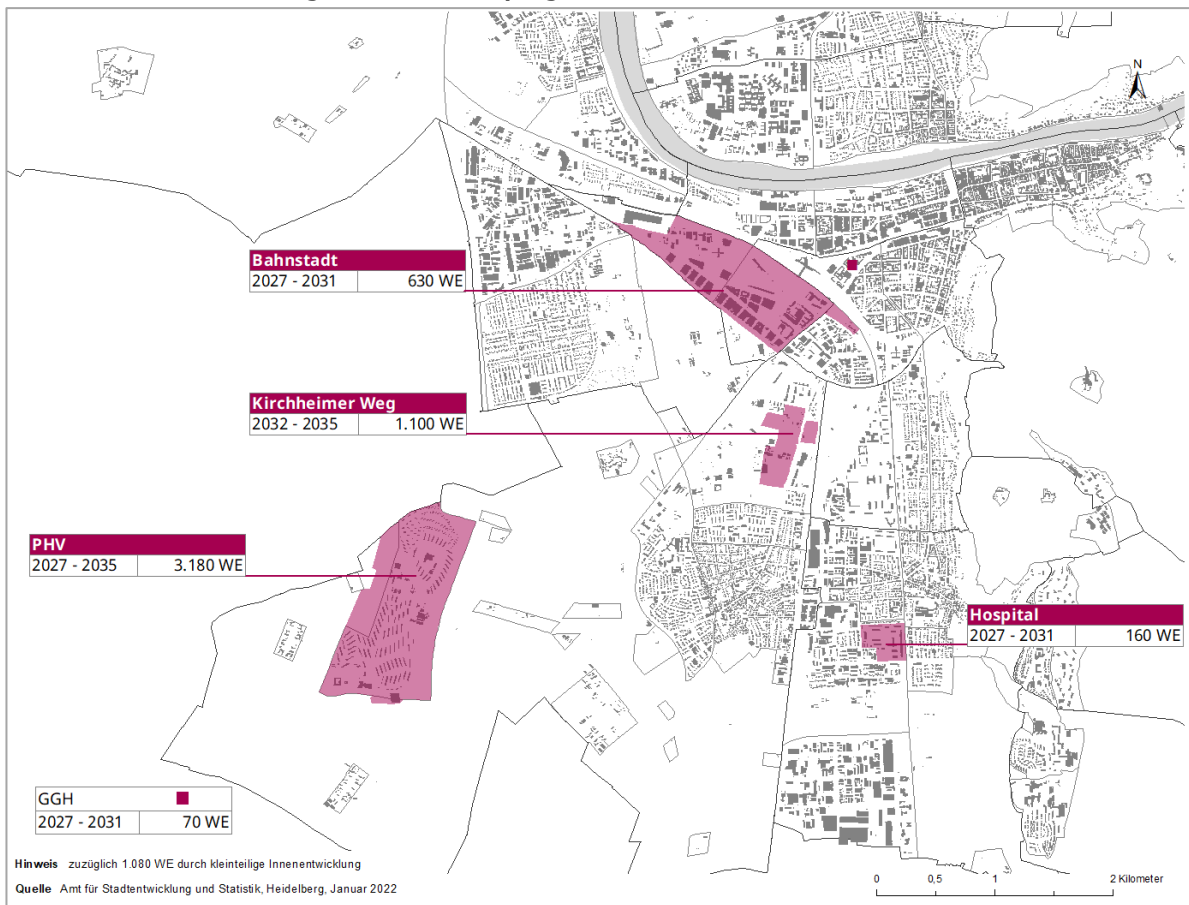 N
Bahnstadt
2027 - 2031 630 WE
Kirchheimer Weg
2032 - 2035 1.100 WE
PHV
2027 - 2035 3.180 WE
Hospital
2027 - 2031 160 WE
GGH
2027 - 2031 70 WE
Hinweis zuzüglich 1.080 WE durch kleinteilige Innenentwicklung
Quelle Amt für Stadtentwicklung und Statistik, Heidelberg, Januar 2022
0 0,5 1 2 Kilometer